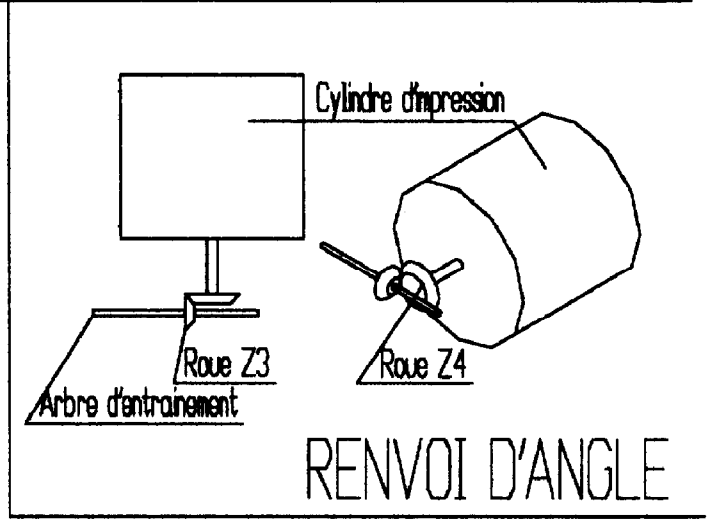 Cylindre d'impression
Roue Z3
Roue Z4
Arbre d'entrainement
RENVOI D'ANGLE